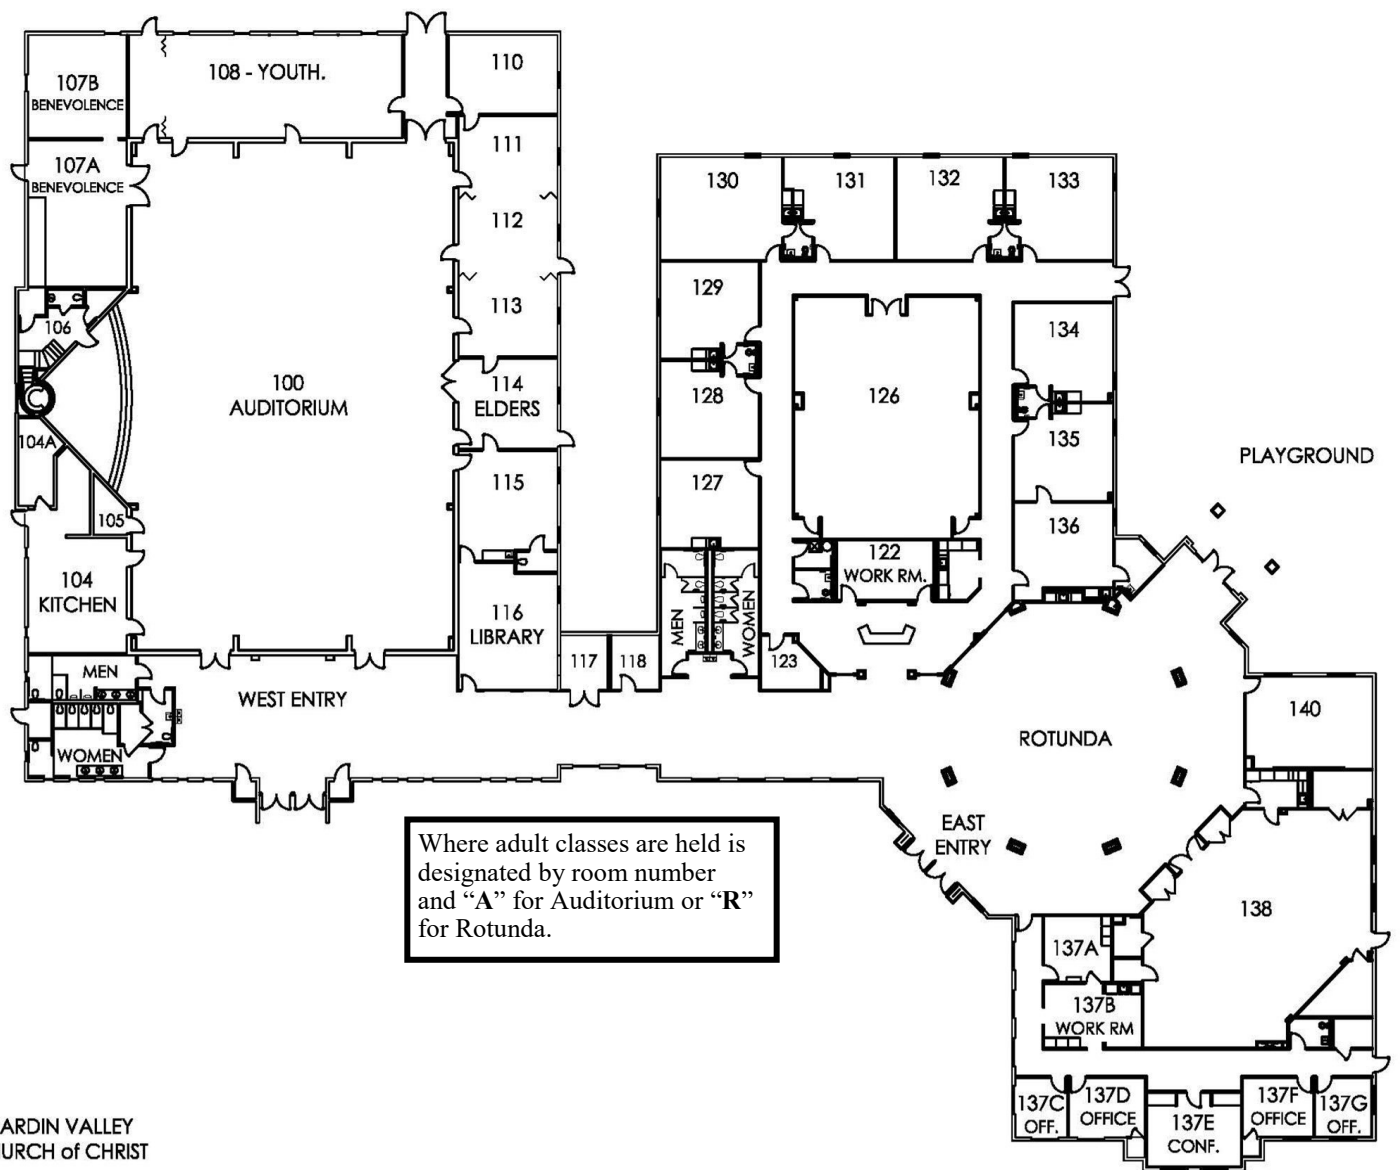 107B
BENEVOLENCE
108 - YOUTH.
110
107A
BENEVOLENCE
111
112
113
106
100
AUDITORIUM
114
ELDERS
104A
115
105
104
KITCHEN
116
LIBRARY
MEN
WEST ENTRY
WOMEN
117
118
130
131
132
133
129
134
128
126
135
127
136
122
WORK RM.
MEN
WOMEN
123
PLAYGROUND
ROTUNDA
140
EAST
ENTRY
138
Where adult classes are held is
designated by room number
and “A” for Auditorium or “R”
for Rotunda.
137A
137B
WORK RM
137C
OFF.
137D
OFFICE
137E
CONF.
137F
OFFICE
137G
OFF.
ARDIN VALLEY
URCH of CHRIST